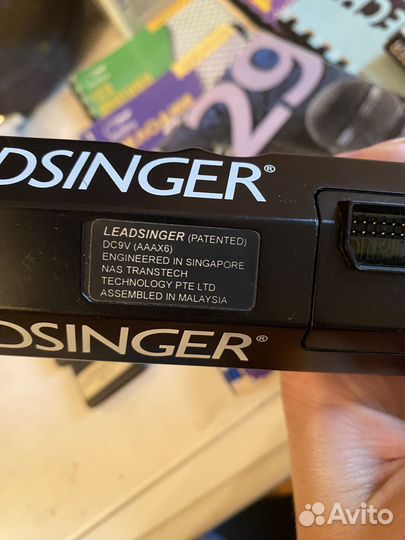 29
DSINGER®
LEADSINGER (PATENTED)
DC9V (AAAX6)
ENGINEERED IN SINGAPORE
NAS TRANSTECH
TECHNOLOGY PTE LTD
ASSEMBLED IN MALAYSIA
DSINGER®
Avito